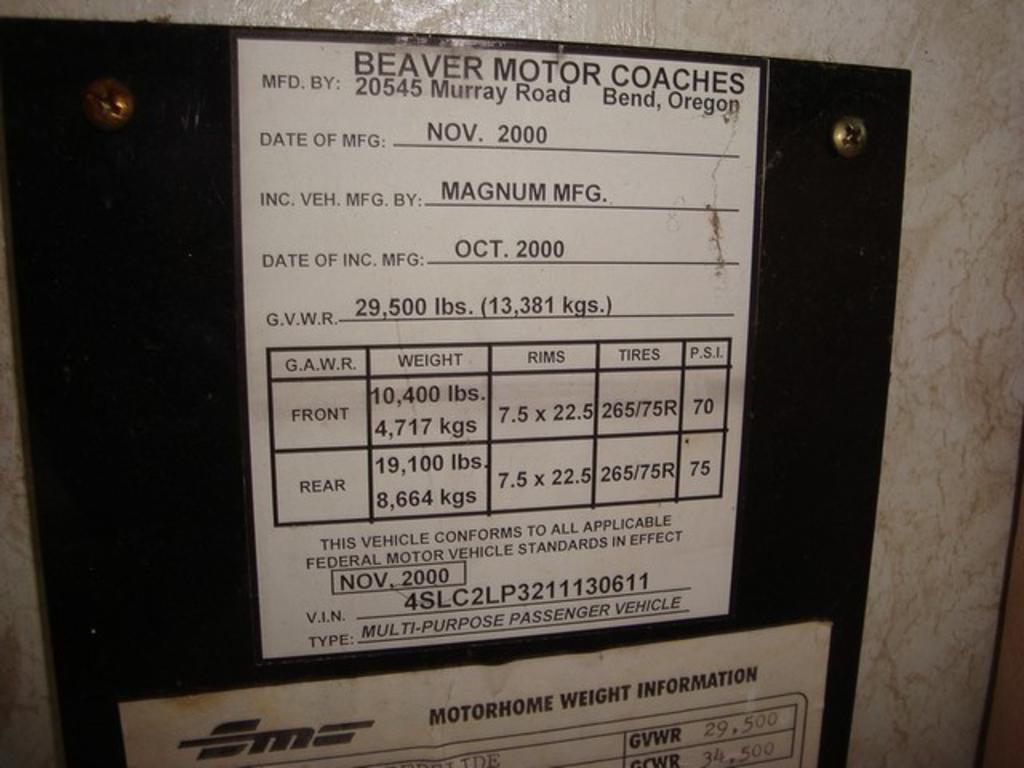 BEAVER MOTOR COACHES
MFD. BY: 20545 Murray Road Bend, Oregon
DATE OF MFG: NOV. 2000
INC. VEH. MFG. BY: MAGNUM MFG.
DATE OF INC. MFG: OCT. 2000
G.V.W.R. 29,500 lbs. (13,381 kgs.)
G.A.W.R. WEIGHT RIMS TIRES P.S.I.
FRONT 10,400 lbs. 4,717 kgs 7.5 x 22.5 265/75R 70
REAR 19,100 lbs. 8,664 kgs 7.5 x 22.5 265/75R 75
THIS VEHICLE CONFORMS TO ALL APPLICABLE
FEDERAL MOTOR VEHICLE STANDARDS IN EFFECT
NOV. 2000
V.I.N. 4SLC2LP3211130611
TYPE: MULTI-PURPOSE PASSENGER VEHICLE
smc MOTORHOME WEIGHT INFORMATION
GVWR 29,500
GCWR 34,500